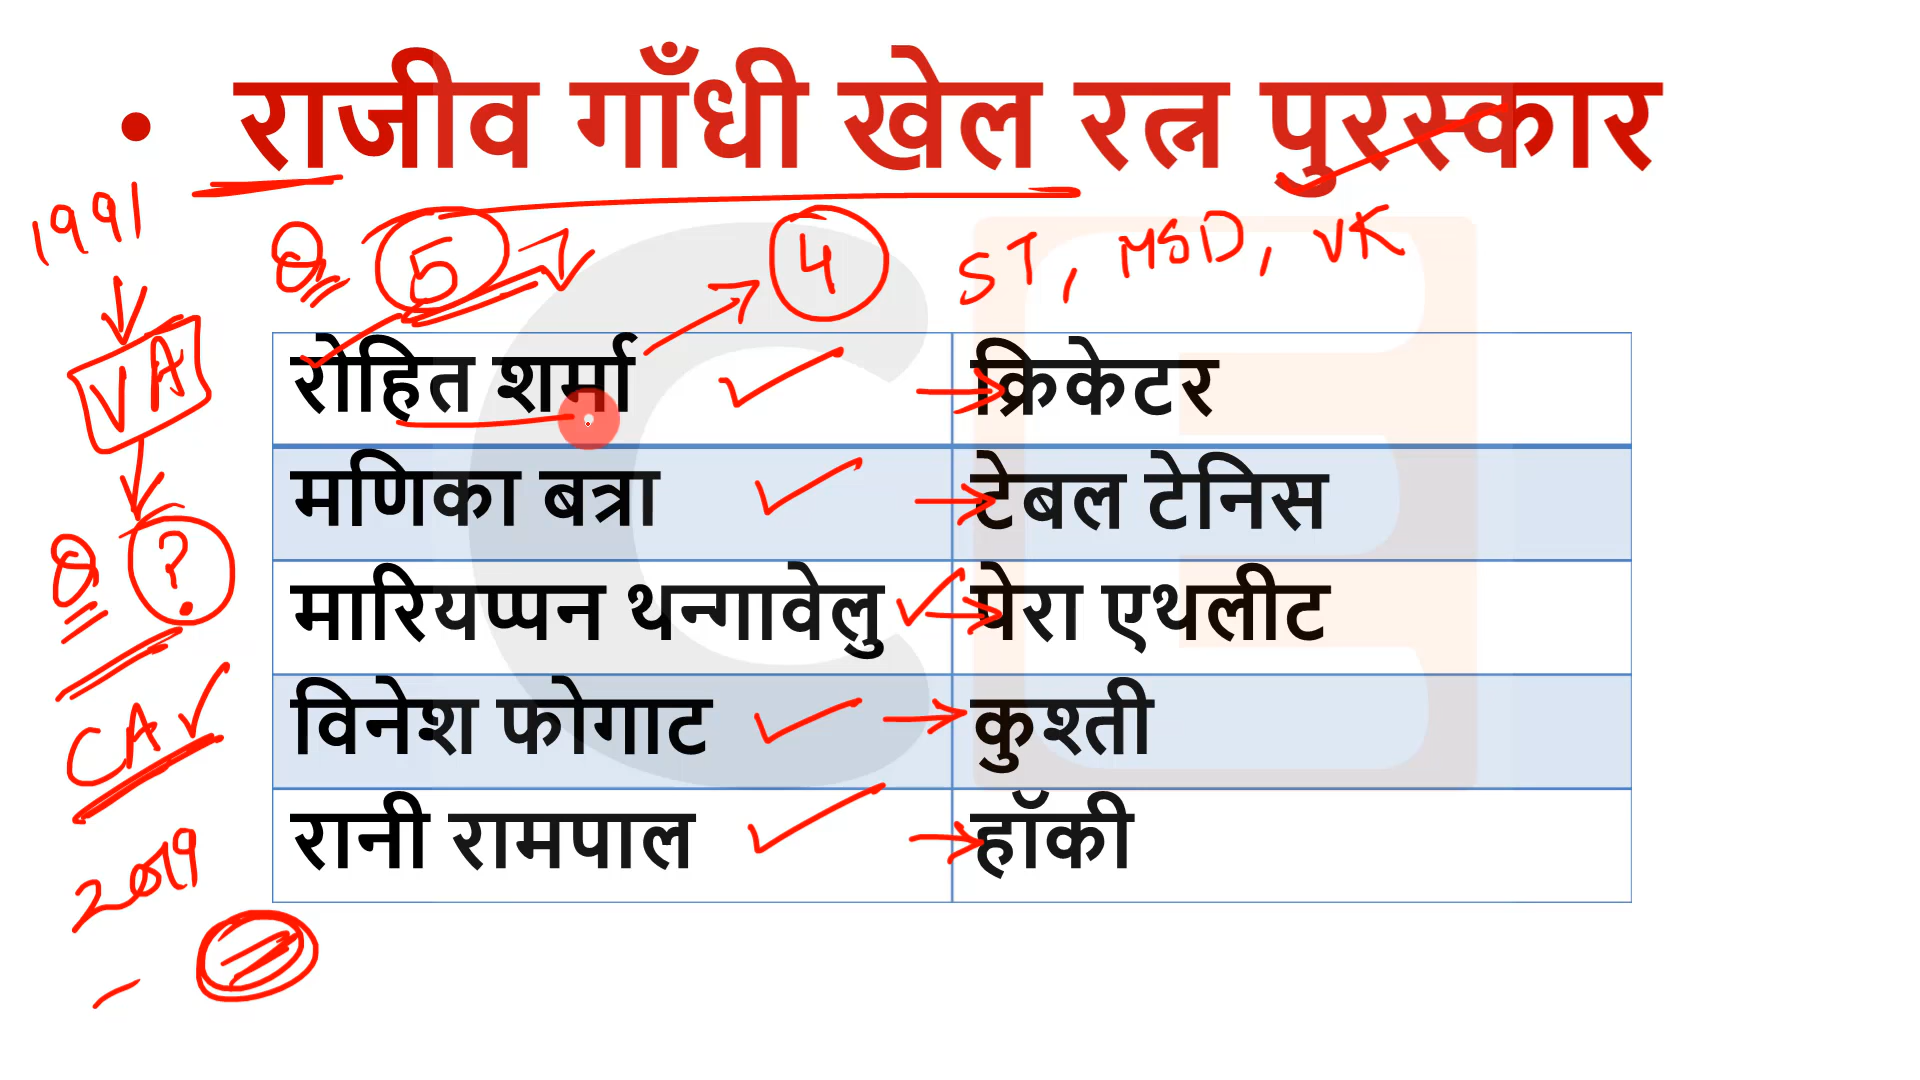 • राजीव गाँधी खेल रत्न पुरस्कार
1991
Q 5 4 ST, MSD, VK
VA
रोहित शर्मा क्रिकेटर
मणिका बत्रा टेबल टेनिस
Q ?
मारियप्पन थन्गावेलु पेरा एथलीट
CA
विनेश फोगाट कुश्ती
रानी रामपाल हॉकी
2019